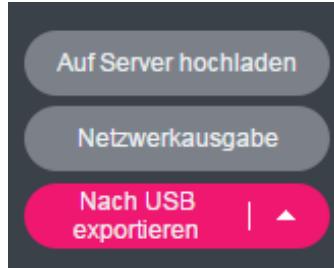 Auf Server hochladen
Netzwerkausgabe
Nach USB
exportieren